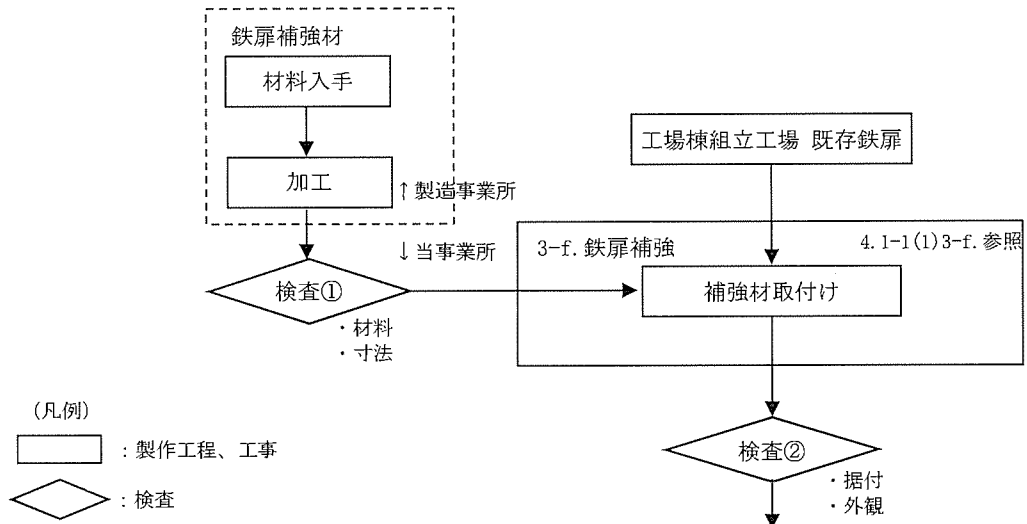 鉄扉補強材
材料入手
加工
↑ 製造事業所
↓ 当事業所
検査①
・材料
・寸法
工場棟組立工場 既存鉄扉
3-f. 鉄扉補強
4.1-1(1)3-f. 参照
補強材取付け
検査②
・据付
・外観
(凡例)
：製作工程、工事
：検査